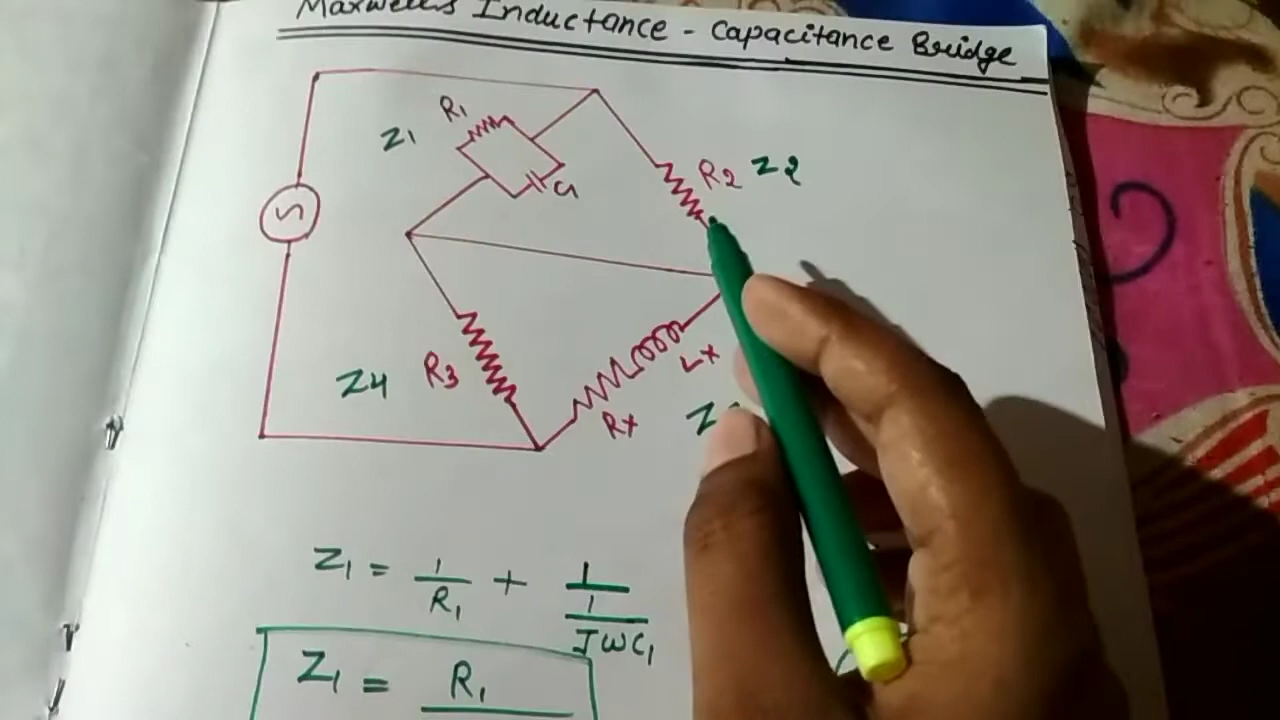 Maxwell's Inductance - Capacitance Bridge
R1
Z1
C1
R2 Z2
Lx
Z4 R3
Rx
Z
Z1 = 1/R1 + 1/(1/JωC1)
Z1 = R1